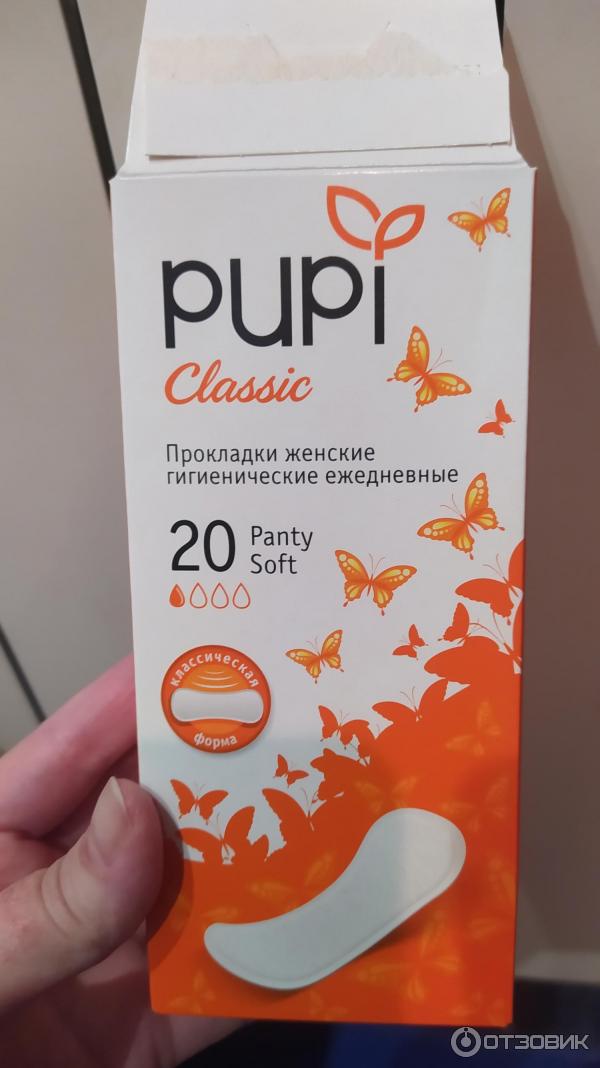 pupi
Classic
Прокладки женские
гигиенические ежедневные
20 Panty
Soft
классическая
форма
ОТЗОВИК